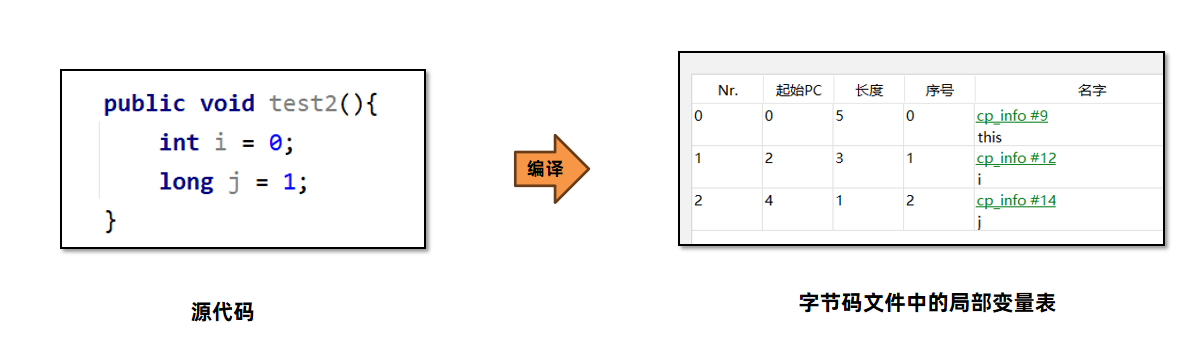 public void test2(){
int i = 0;
long j = 1;
}
源代码
编译
Nr. 起始PC 长度 序号 名字
0 0 5 0 cp_info #9
this
1 2 3 1 cp_info #12
i
2 4 1 2 cp_info #14
j
字节码文件中的局部变量表